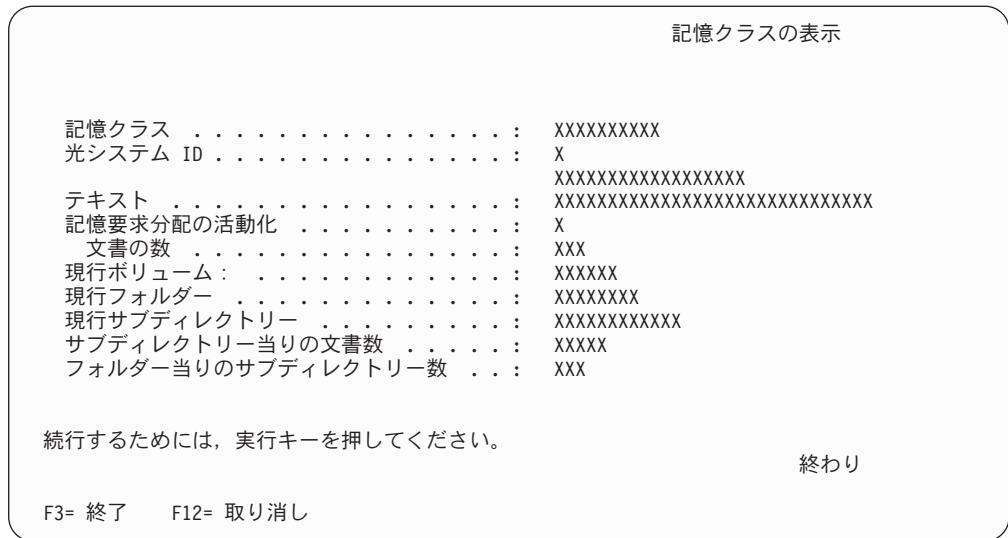 記憶クラスの表示
記憶クラス . . . . . . . . . . . . . . . : XXXXXXXXXX
光システム ID . . . . . . . . . . . . . . : X
XXXXXXXXXXXXXXXXXX
テキスト . . . . . . . . . . . . . . . . : XXXXXXXXXXXXXXXXXXXXXXXXXXXXXX
記憶要求分配の活動化 . . . . . . . . . . : X
文書の数 . . . . . . . . . . . . . . . : XXX
現行ボリューム : . . . . . . . . . . . . : XXXXXX
現行フォルダー . . . . . . . . . . . . . : XXXXXXXX
現行サブディレクトリー . . . . . . . . . : XXXXXXXXXXXX
サブディレクトリー当りの文書数 . . . . . : XXXXX
フォルダー当りのサブディレクトリー数 . . : XXX
続行するためには, 実行キーを押してください。
終わり
F3= 終了 F12= 取り消し